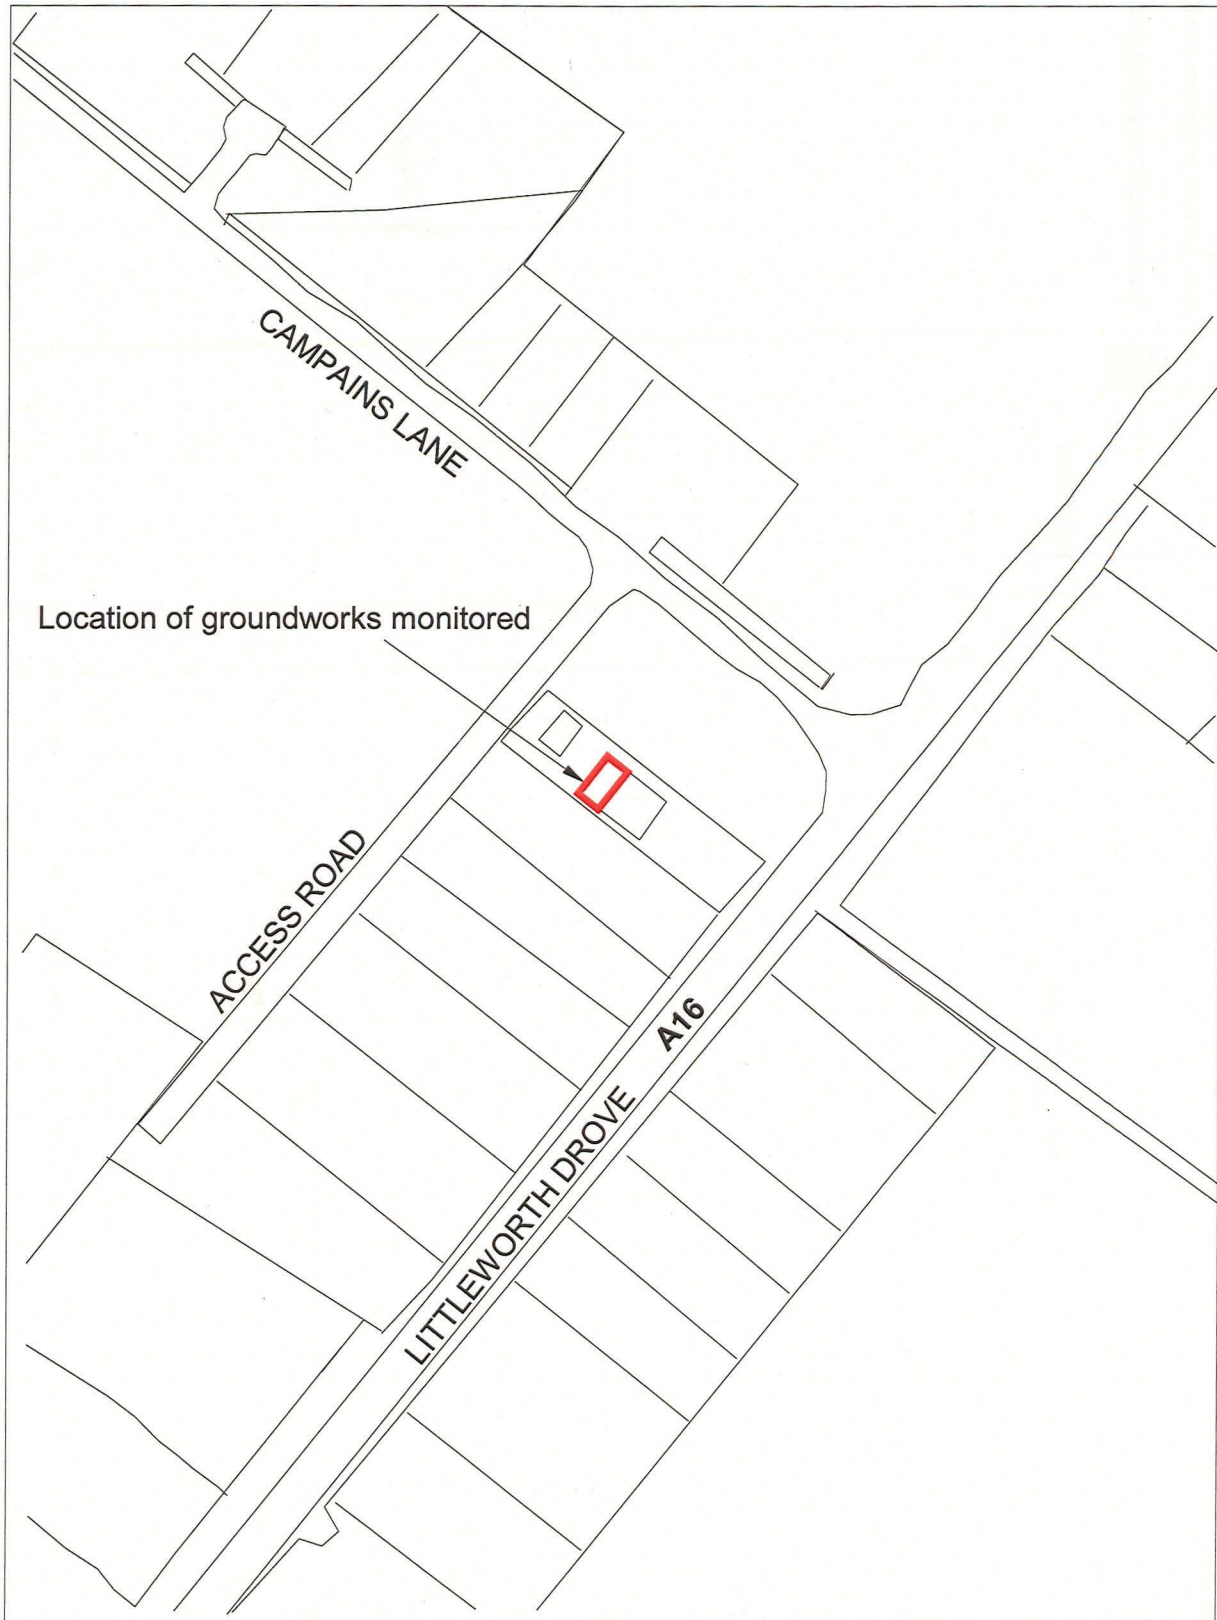 CAMPAINS LANE
Location of groundworks monitored
ACCESS ROAD
A16
LITTLEWORTH DROVE